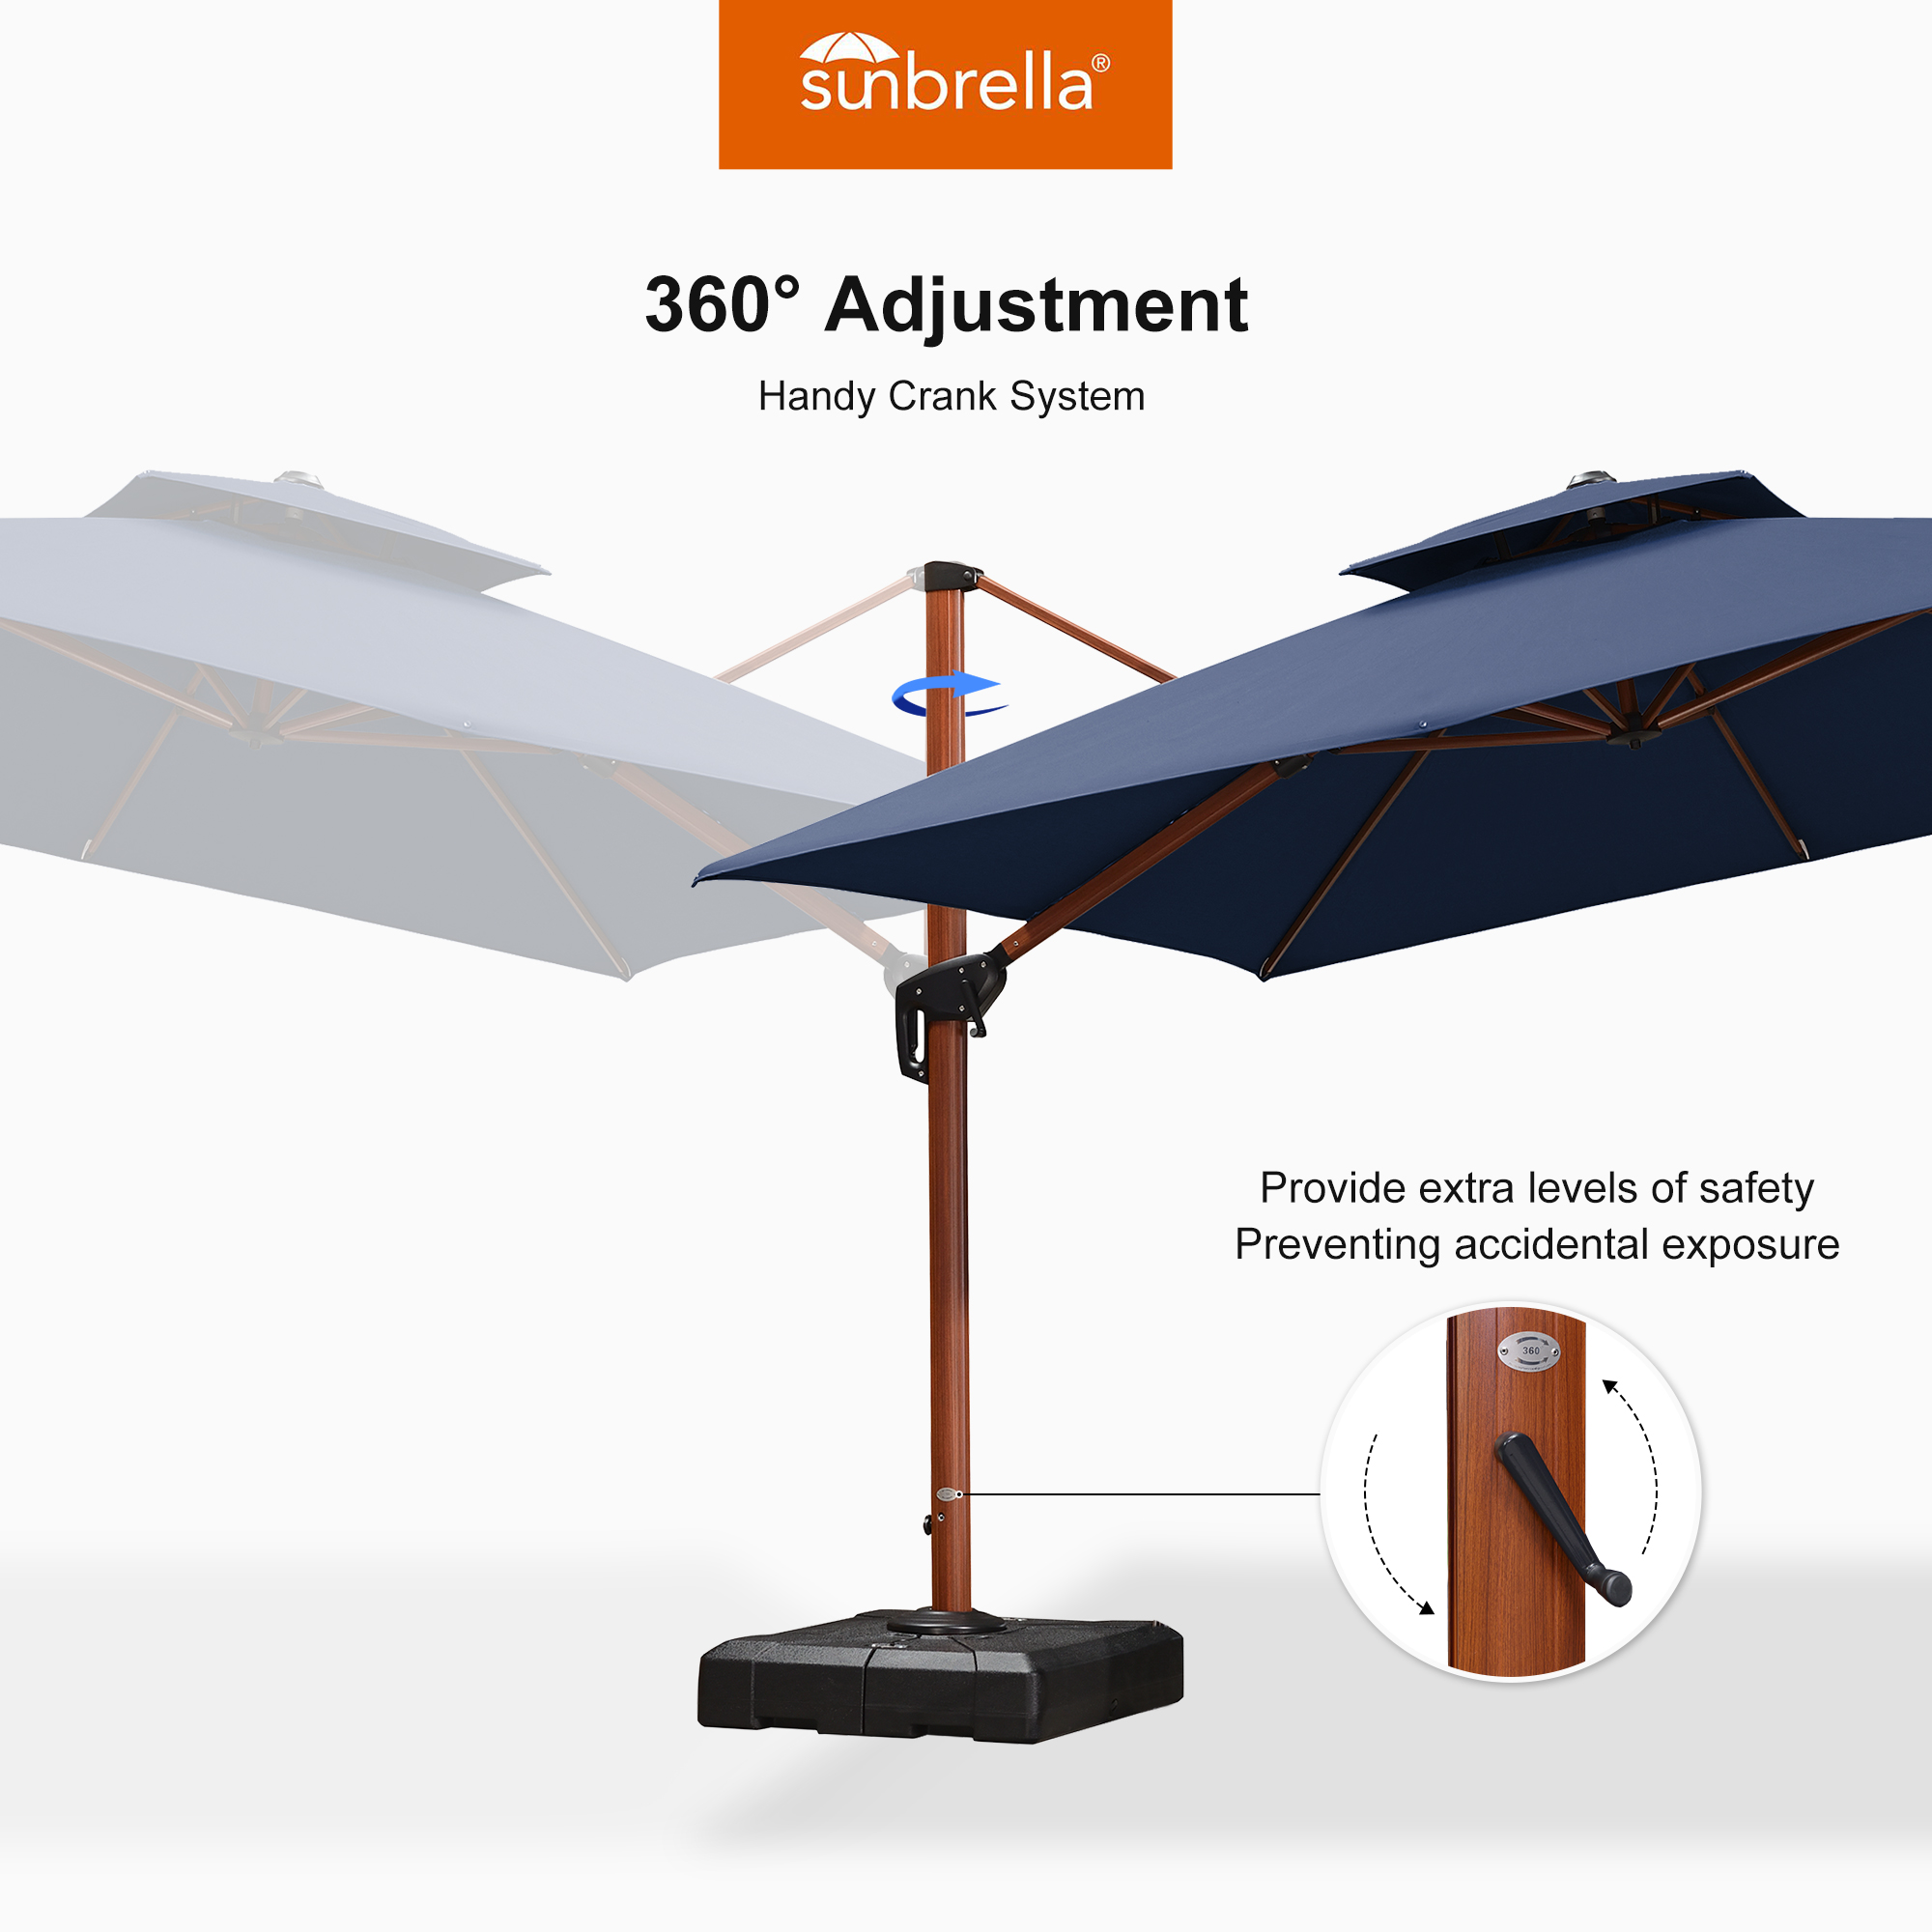 sunbrella®
360° Adjustment
Handy Crank System
Provide extra levels of safety
Preventing accidental exposure
360